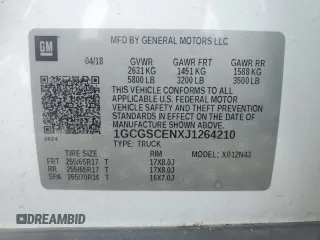 GM
MFD BY GENERAL MOTORS LLC
04/18 GVWR GAWR FRT GAWR RR
2631 KG 1451 KG 1588 KG
5800 LB 3200 LB 3500 LB
THIS VEHICLE CONFORMS TO ALL APPLICABLE
U.S. FEDERAL MOTOR VEHICLE SAFETY AND
THEFT PREVENTION STANDARDS IN EFFECT ON
THE DATE OF MANUFACTURE SHOWN ABOVE.
1GCGSCENXJ1264210
TYPE: TRUCK
TIRE SIZE RIM MODEL: X012N43
FRT 255/65R17 17X8.0J
RR 255/65R17 17X8.0J
SPA 265/70R16 16X7.0J
DREAMBID